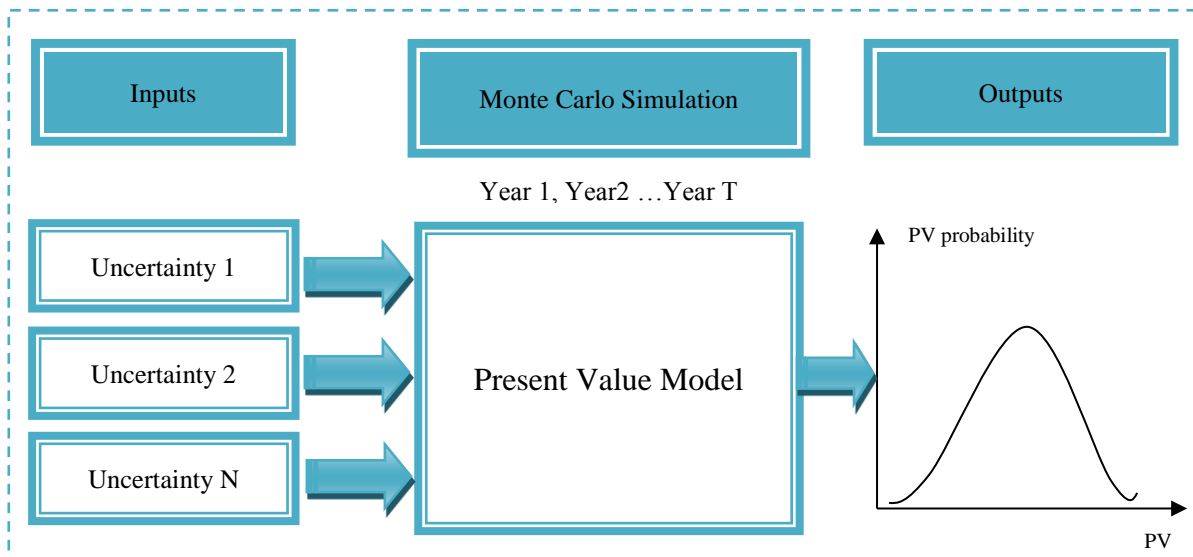 Inputs
Monte Carlo Simulation
Outputs
Year 1, Year2 …Year T
Uncertainty 1
Uncertainty 2
Uncertainty N
Present Value Model
PV probability
PV